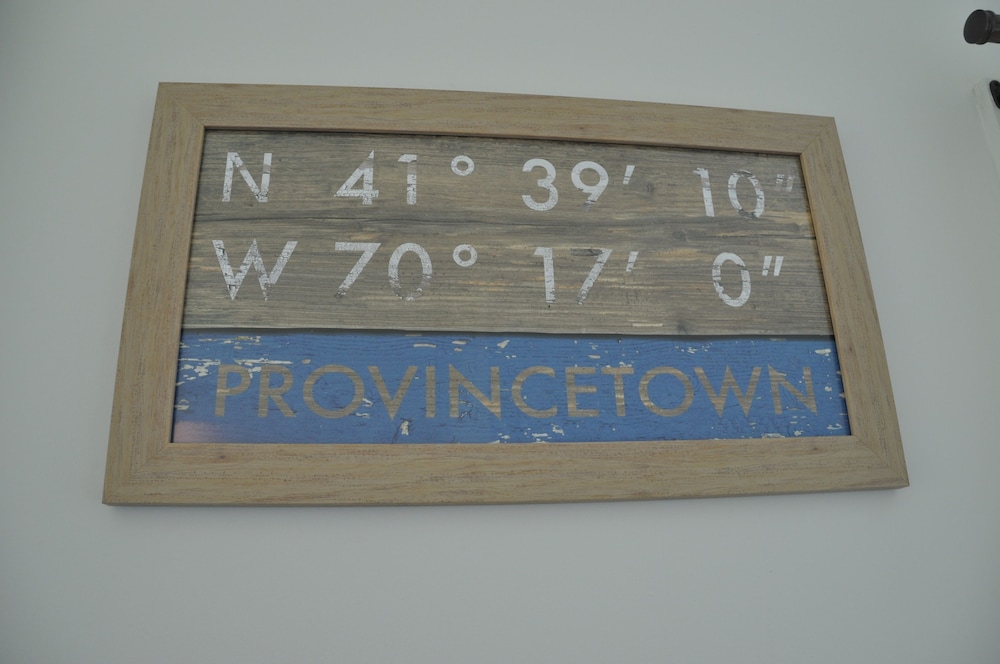 N 41° 39′ 10″
W 70° 17′ 0″
PROVINCETOWN